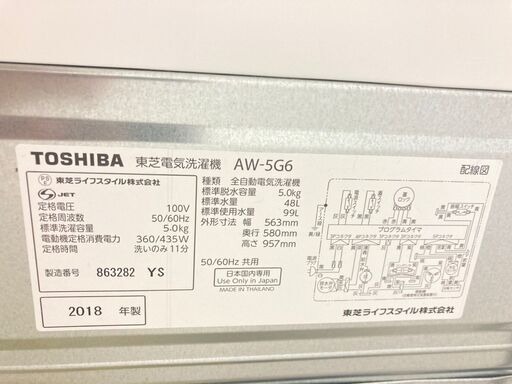 TOSHIBA 東芝電気洗濯機 AW-5G6
東芝ライフスタイル株式会社
JET
定格電圧 100V
定格周波数 50/60Hz
標準洗濯容量 5.0kg
電動機定格消費電力 360/435W
定格時間 洗いのみ 11分
製造番号 863282 YS
2018 年製
種類 全自動電気洗濯機
標準脱水容量 5.0kg
標準水量 48L
標準使用水量 99L
外形寸法 幅 563mm
奥行 580mm
高さ 957mm
50/60Hz 共用
日本国内専用
Use Only in Japan
MADE IN THAILAND
配線図
プログラムタイマ
東芝ライフスタイル株式会社